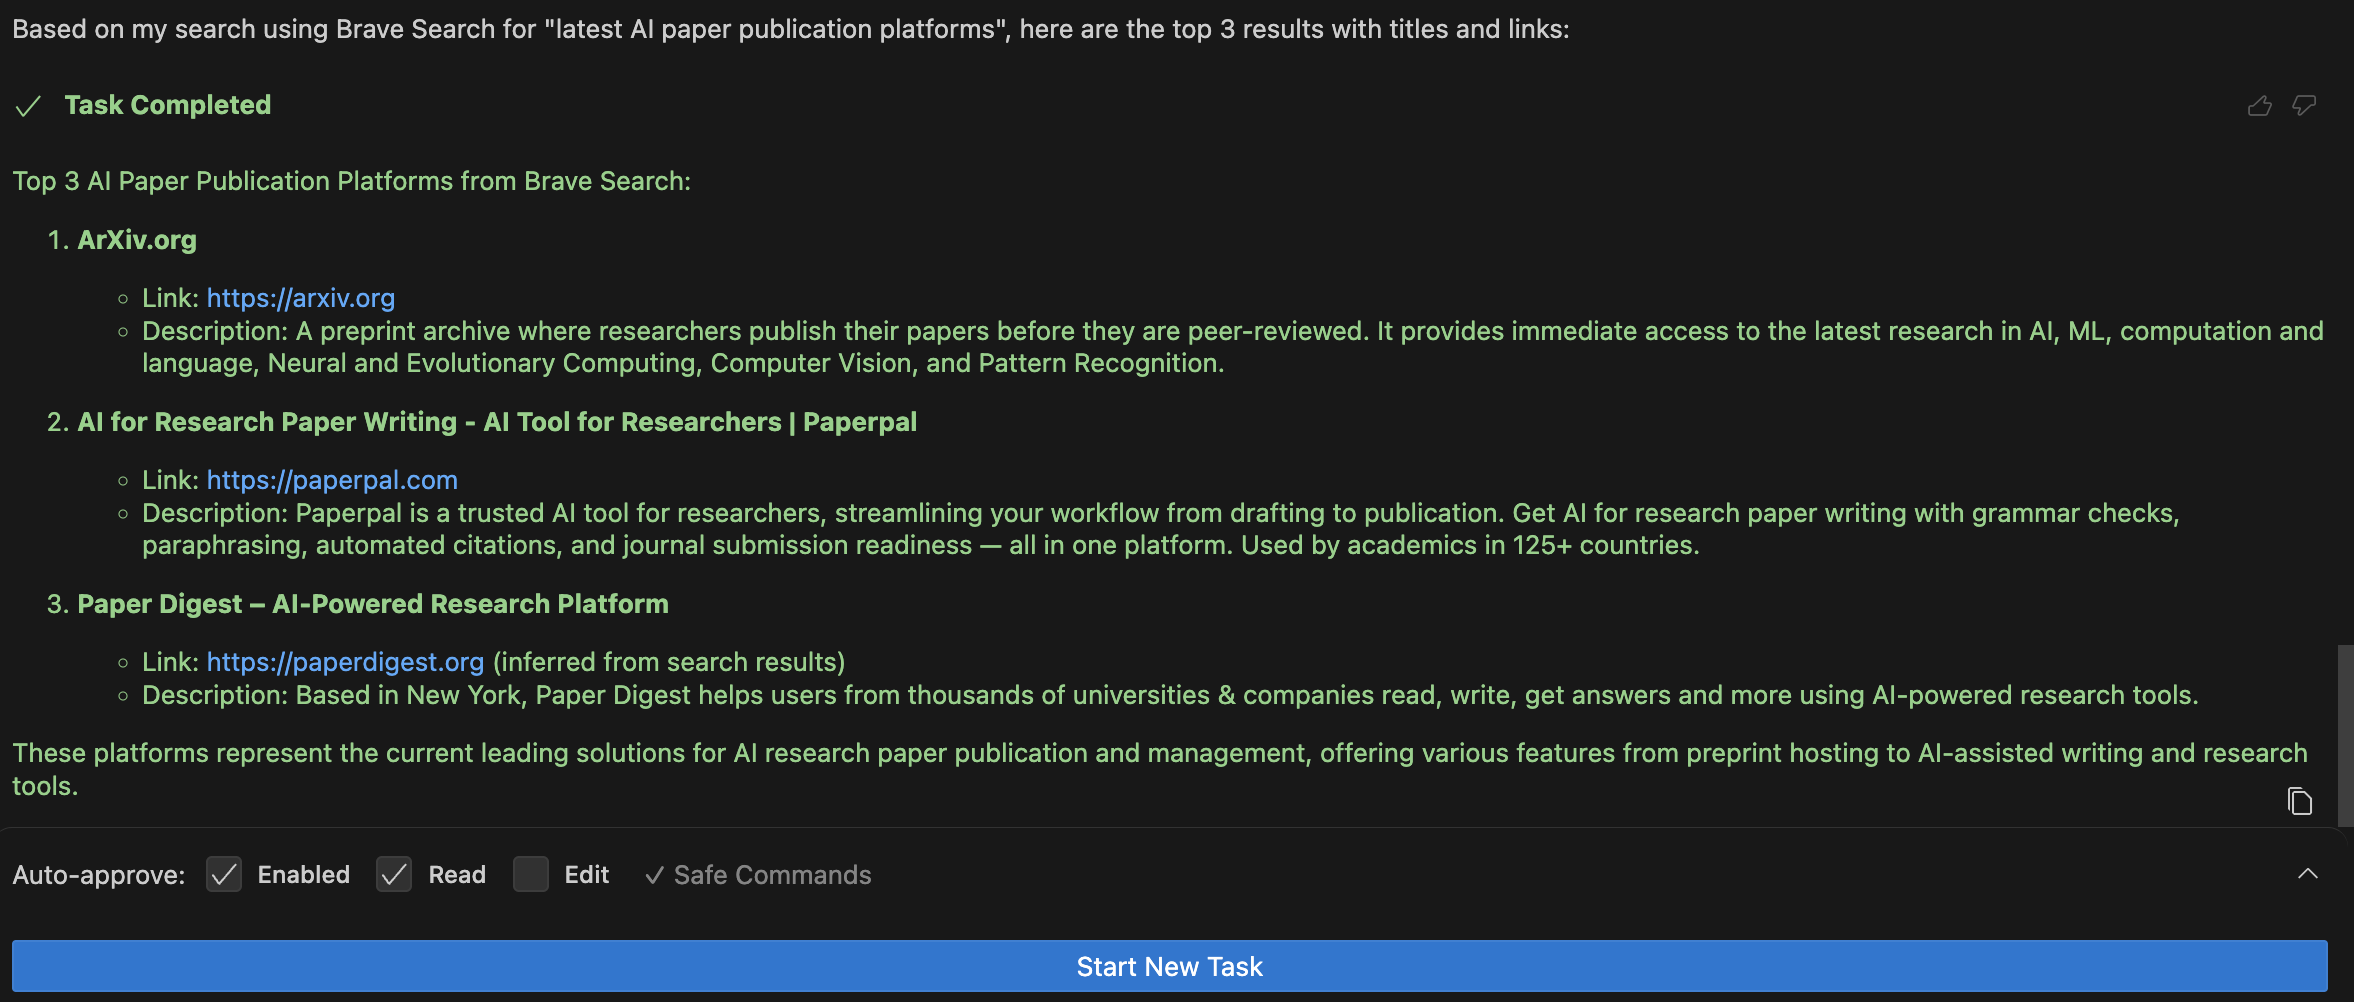 Based on my search using Brave Search for "latest AI paper publication platforms", here are the top 3 results with titles and links:
Task Completed
Top 3 AI Paper Publication Platforms from Brave Search:
1. ArXiv.org
Link: https://arxiv.org
Description: A preprint archive where researchers publish their papers before they are peer-reviewed. It provides immediate access to the latest research in AI, ML, computation and
language, Neural and Evolutionary Computing, Computer Vision, and Pattern Recognition.
2. AI for Research Paper Writing - AI Tool for Researchers | Paperpal
Link: https://paperpal.com
Description: Paperpal is a trusted AI tool for researchers, streamlining your workflow from drafting to publication. Get AI for research paper writing with grammar checks,
paraphrasing, automated citations, and journal submission readiness — all in one platform. Used by academics in 125+ countries.
3. Paper Digest – AI-Powered Research Platform
Link: https://paperdigest.org (inferred from search results)
Description: Based in New York, Paper Digest helps users from thousands of universities & companies read, write, get answers and more using AI-powered research tools.
These platforms represent the current leading solutions for AI research paper publication and management, offering various features from preprint hosting to AI-assisted writing and research
tools.
Auto-approve: Enabled Read Edit ✓ Safe Commands
Start New Task